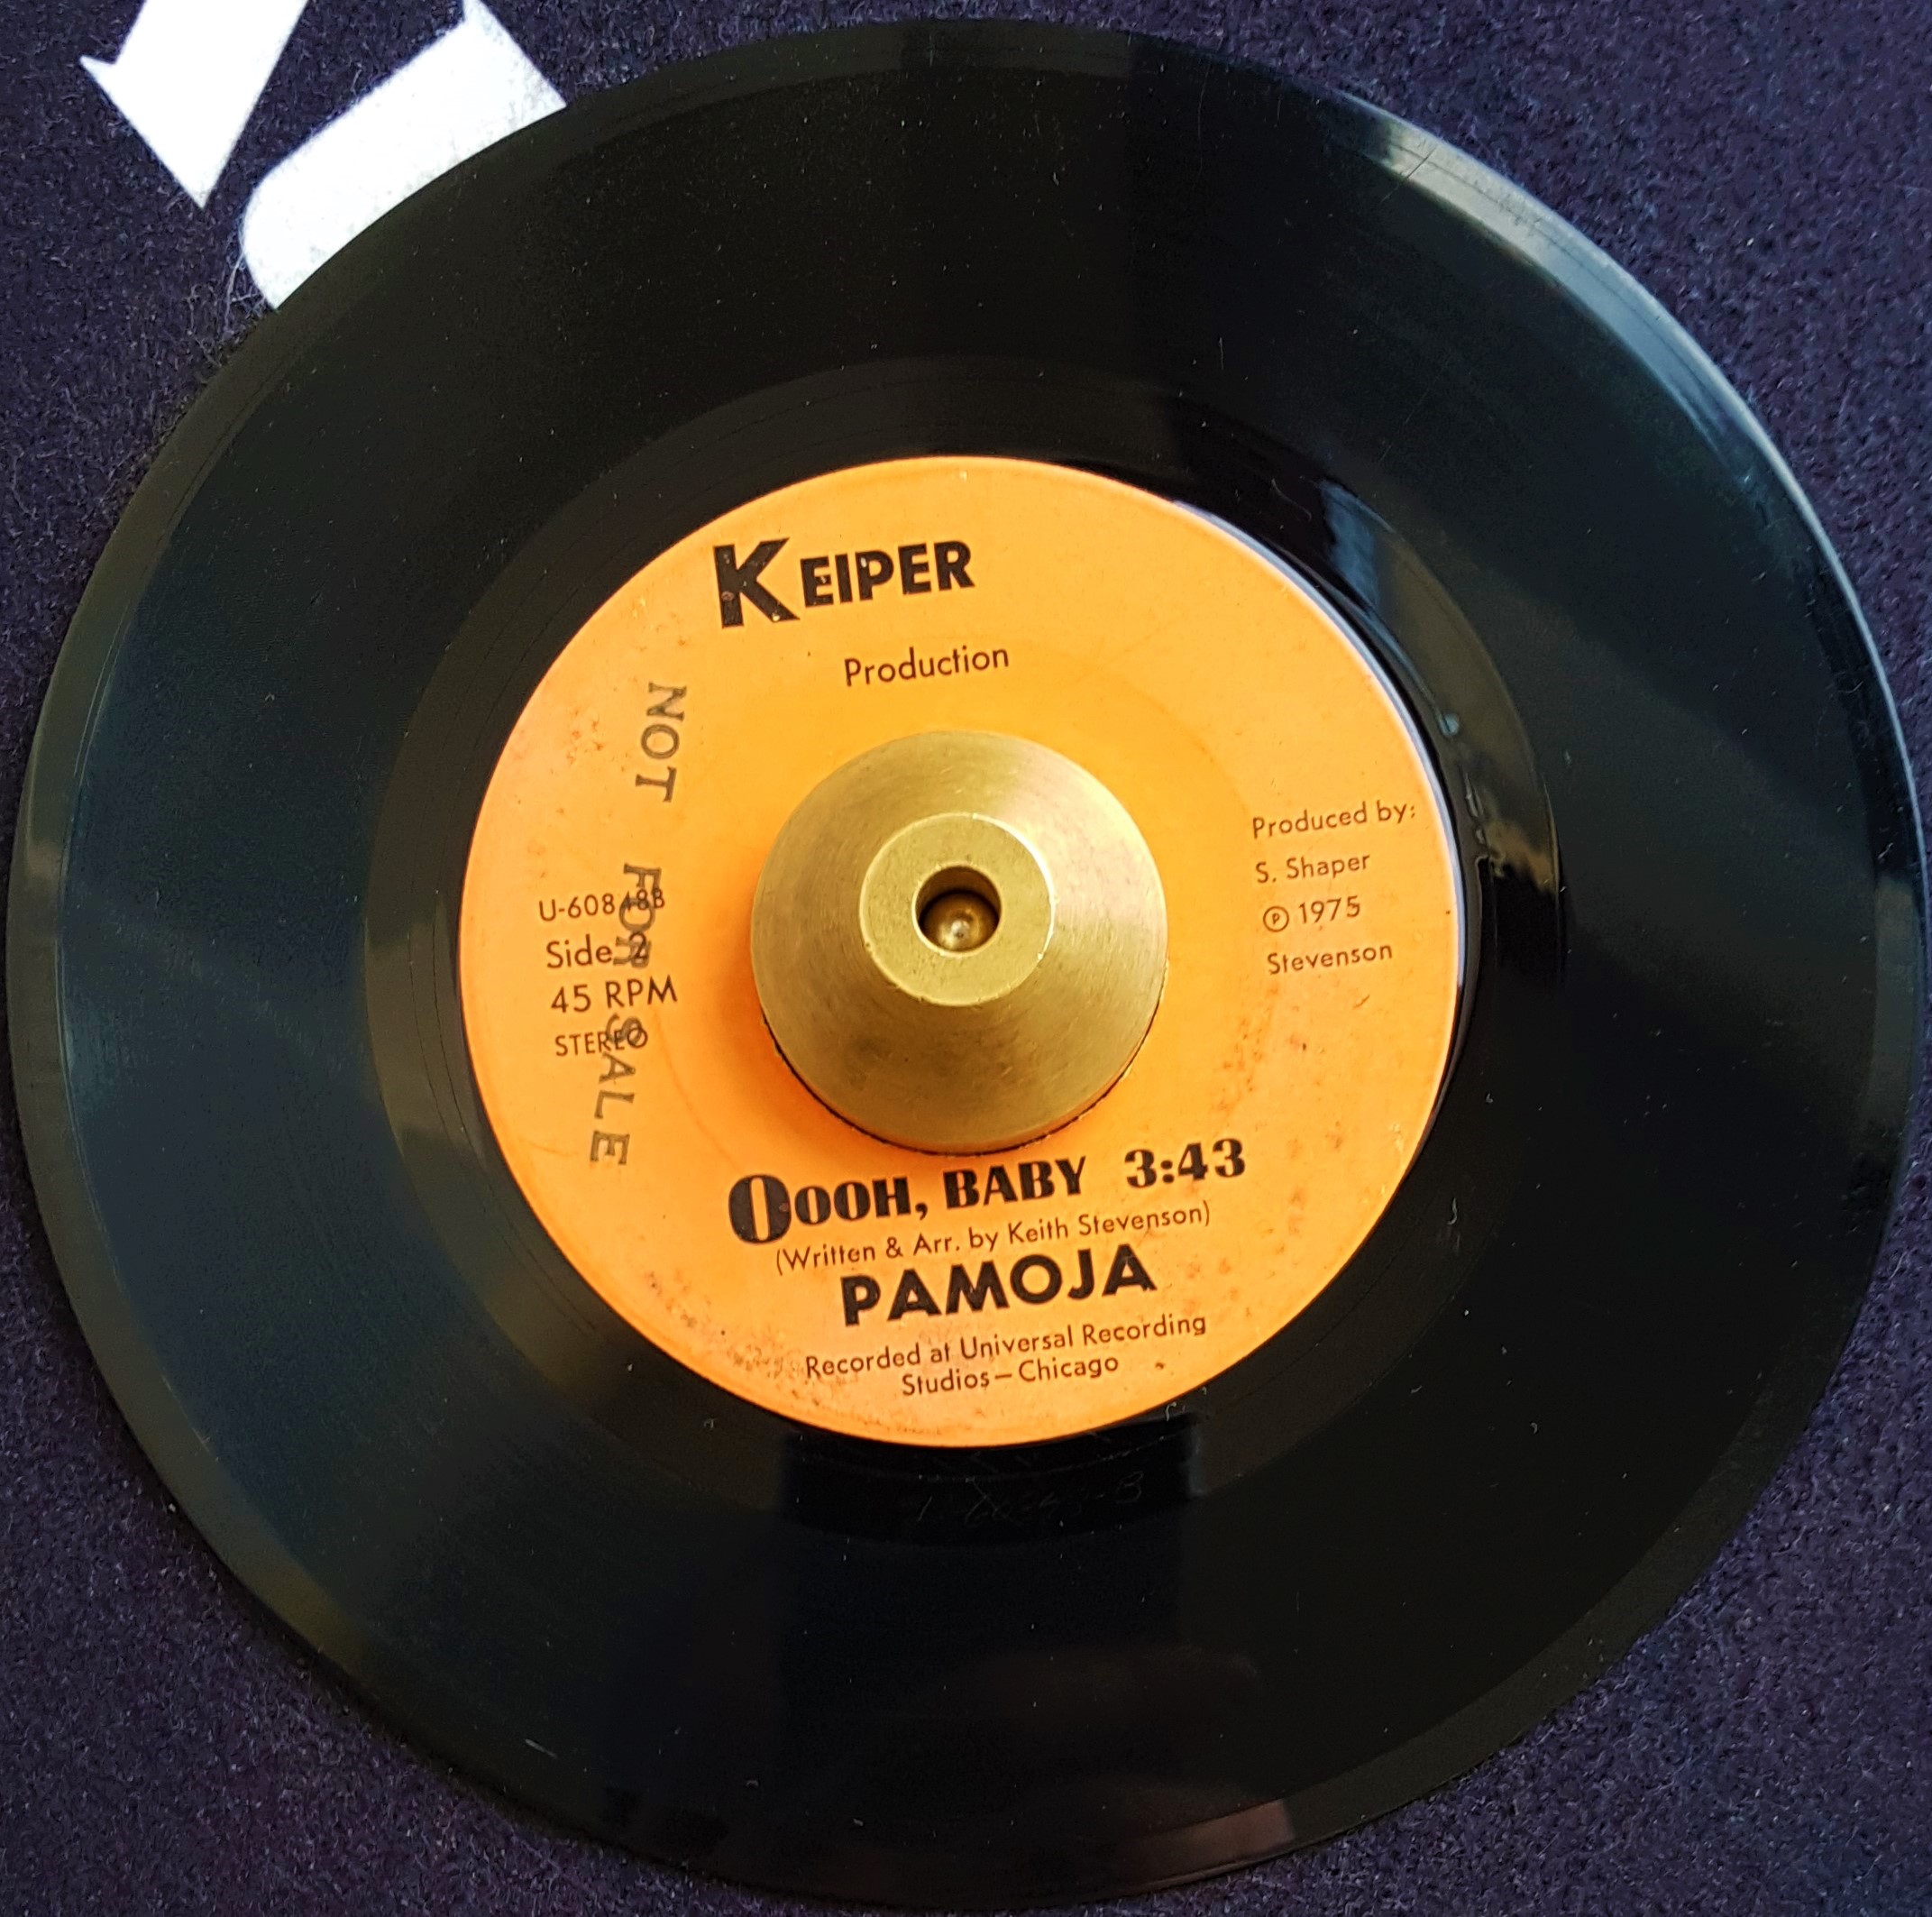 KEIPER
Production
NOT FOR SALE
U-60848B
Side 2
45 RPM
STEREO
Produced by:
S. Shaper
℗ 1975
Stevenson
OOOH, BABY 3:43
(Written & Arr. by Keith Stevenson)
PAMOJA
Recorded at Universal Recording
Studios—Chicago